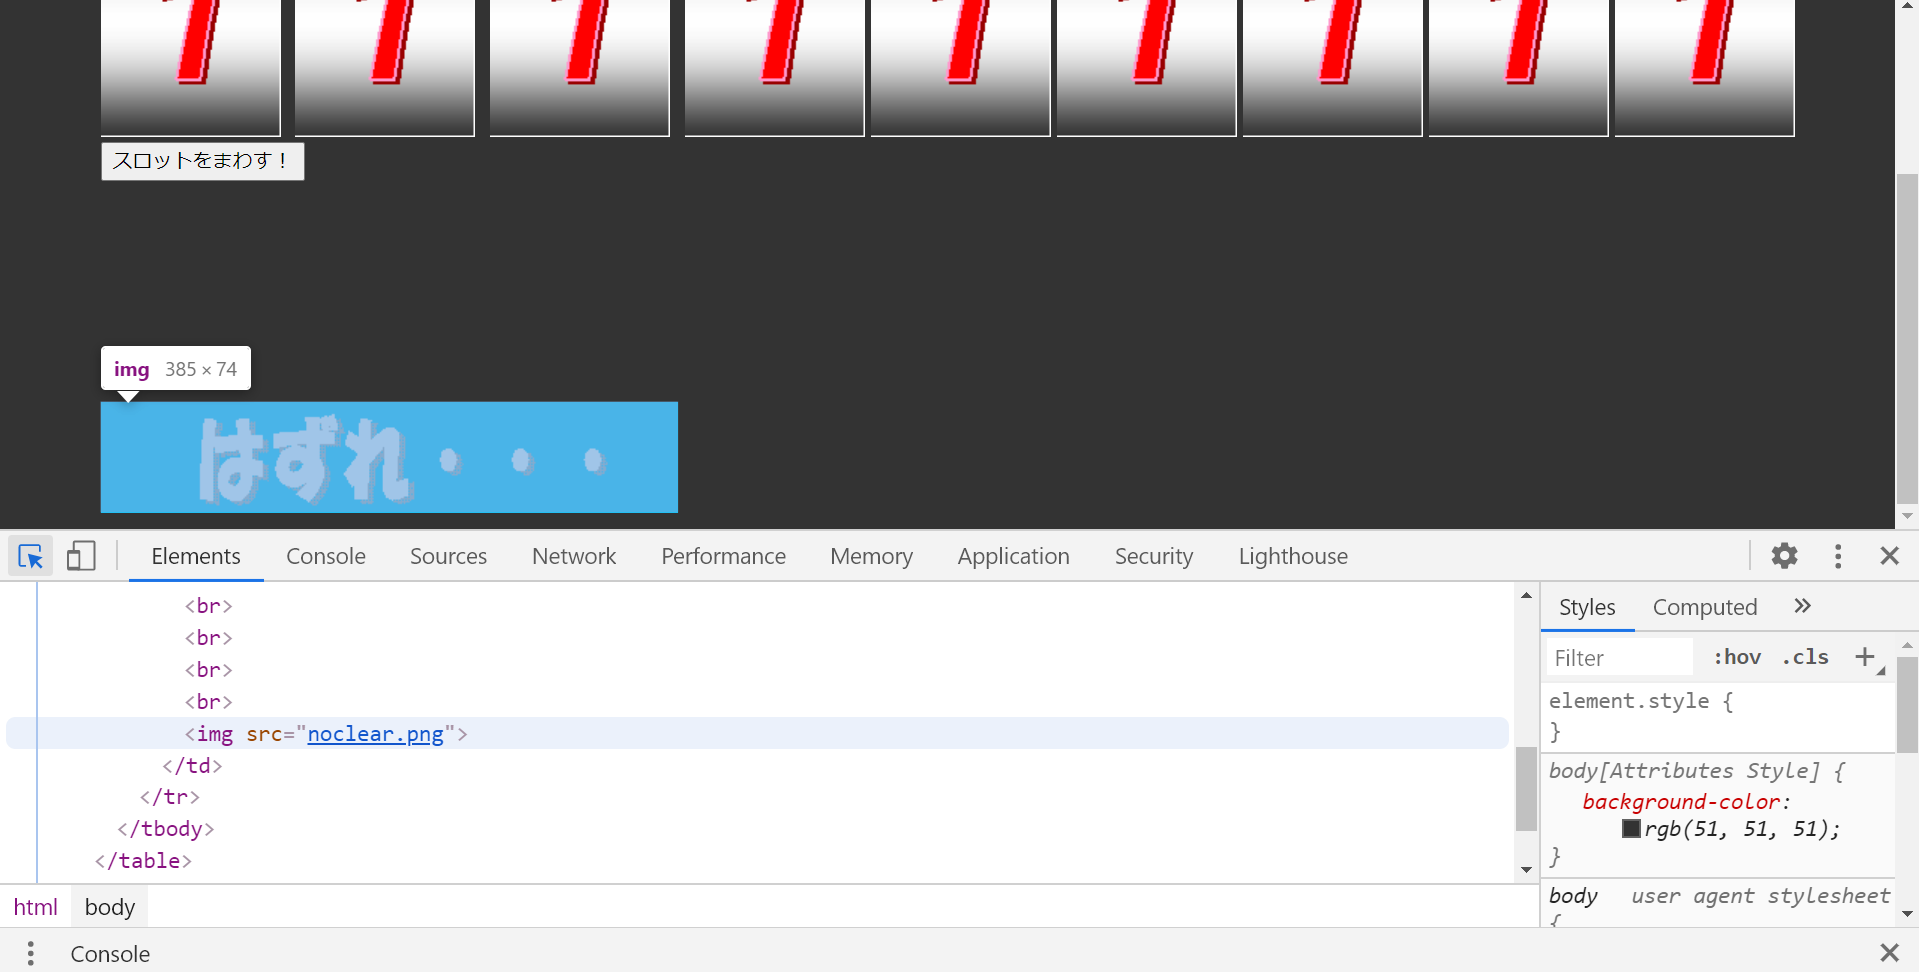 スロットをまわす！
img 385 × 74
はずれ・・・
Elements Console Sources Network Performance Memory Application Security Lighthouse
<br>
<br>
<br>
<br>
<img src="noclear.png">
</td>
</tr>
</tbody>
</table>
html body
Styles Computed »
Filter :hov .cls +
element.style {
}
body[Attributes Style] {
background-color:
rgb(51, 51, 51);
}
body user agent stylesheet
{
Console